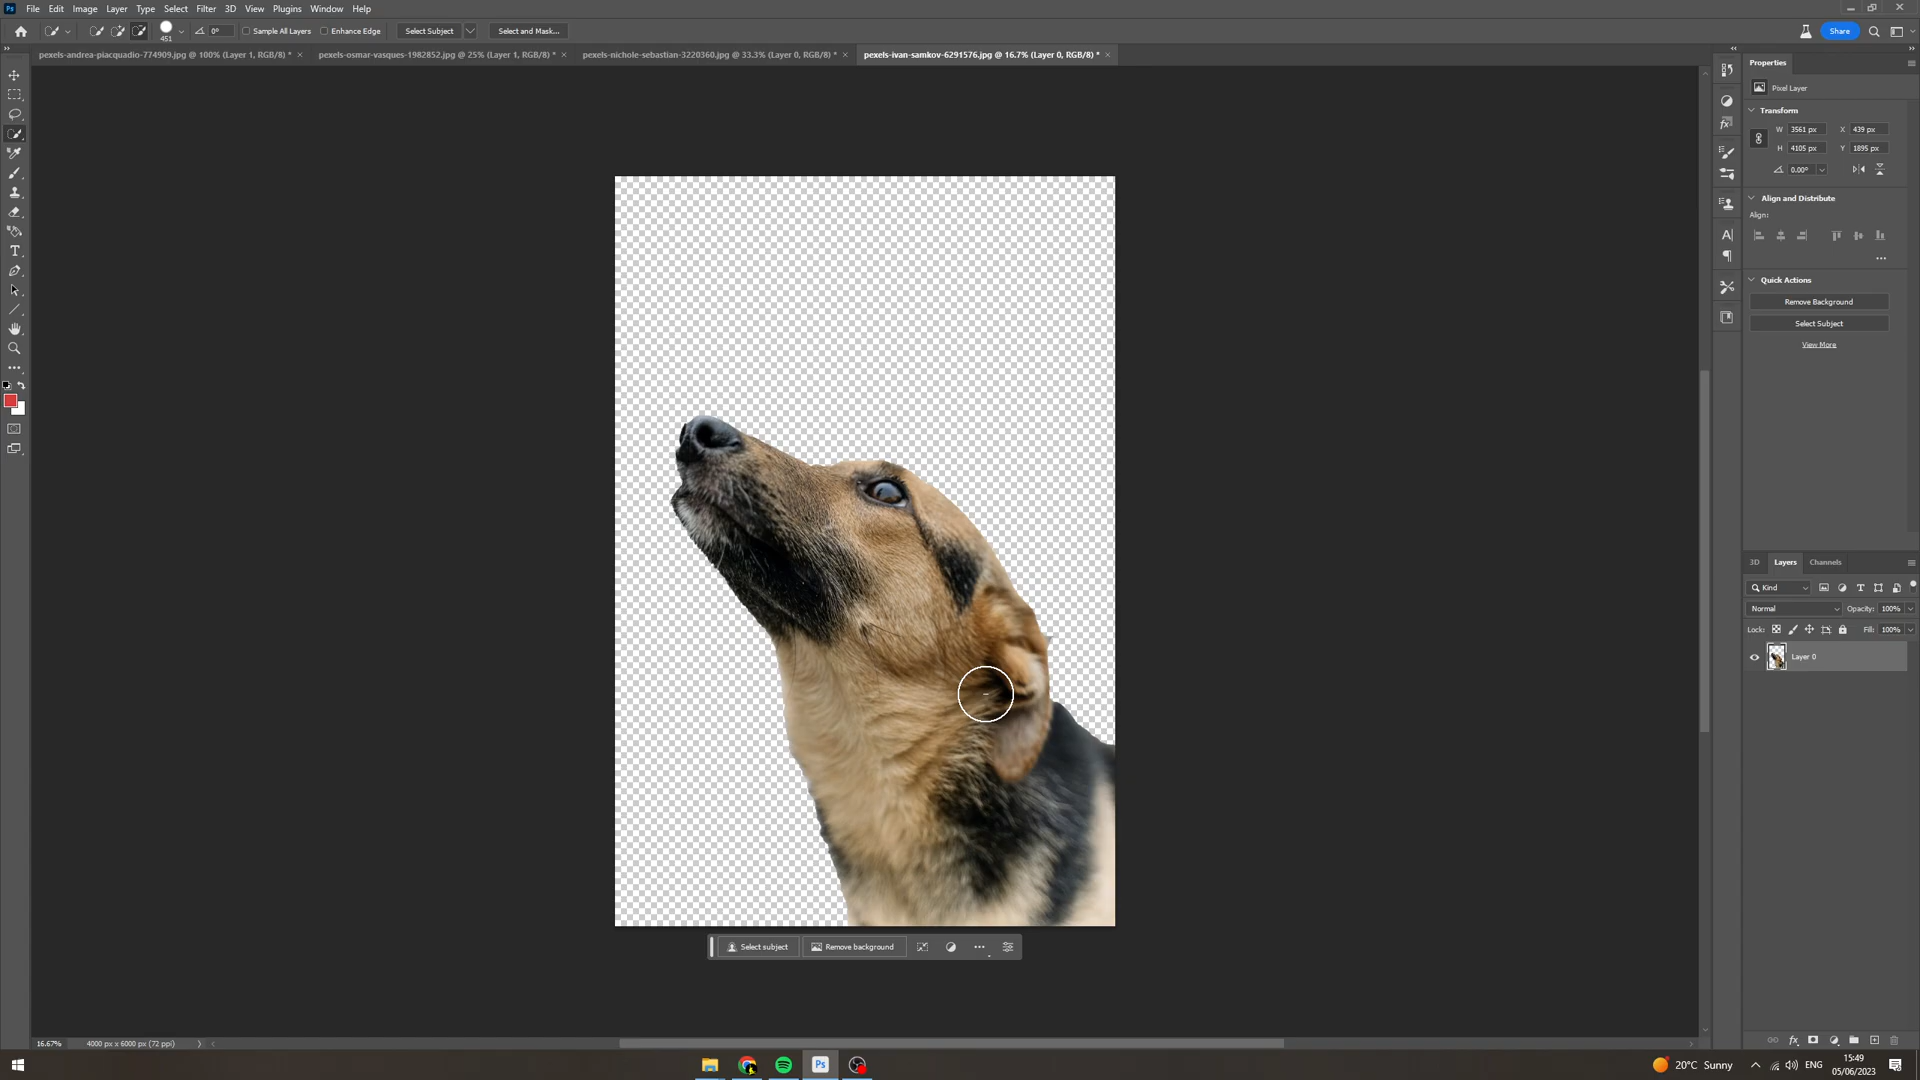 Ps File Edit Image Layer Type Select Filter 3D View Plugins Window Help
451 0° Sample All Layers Enhance Edge Select Subject Select and Mask... Share
pexels-andrea-piacquadio-774909.jpg @ 100% (Layer 1, RGB/8) * × pexels-osmar-vasques-1982852.jpg @ 25% (Layer 1, RGB/8) * × pexels-nichole-sebastian-3220360.jpg @ 33.3% (Layer 0, RGB/8) * × pexels-ivan-samkov-6291576.jpg @ 16.7% (Layer 0, RGB/8) * ×
Properties
Pixel Layer
Transform
W 3561 px X 439 px
H 4105 px Y 1895 px
0.00°
Align and Distribute
Align:
Quick Actions
Remove Background
Select Subject
View More
3D Layers Channels
Kind
Normal Opacity: 100%
Lock: Fill: 100%
Layer 0
Select subject Remove background
16.67% 4000 px x 6000 px (72 ppi)
Ps 20°C Sunny ENG 15:49
05/06/2023